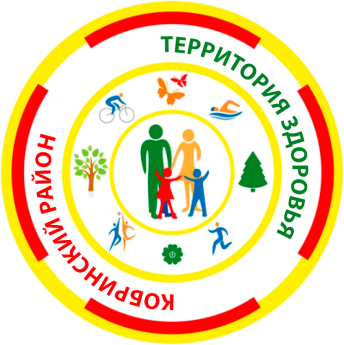 ТЕРРИТОРИЯ ЗДОРОВЬЯ
КОБРИНСКИЙ РАЙОН